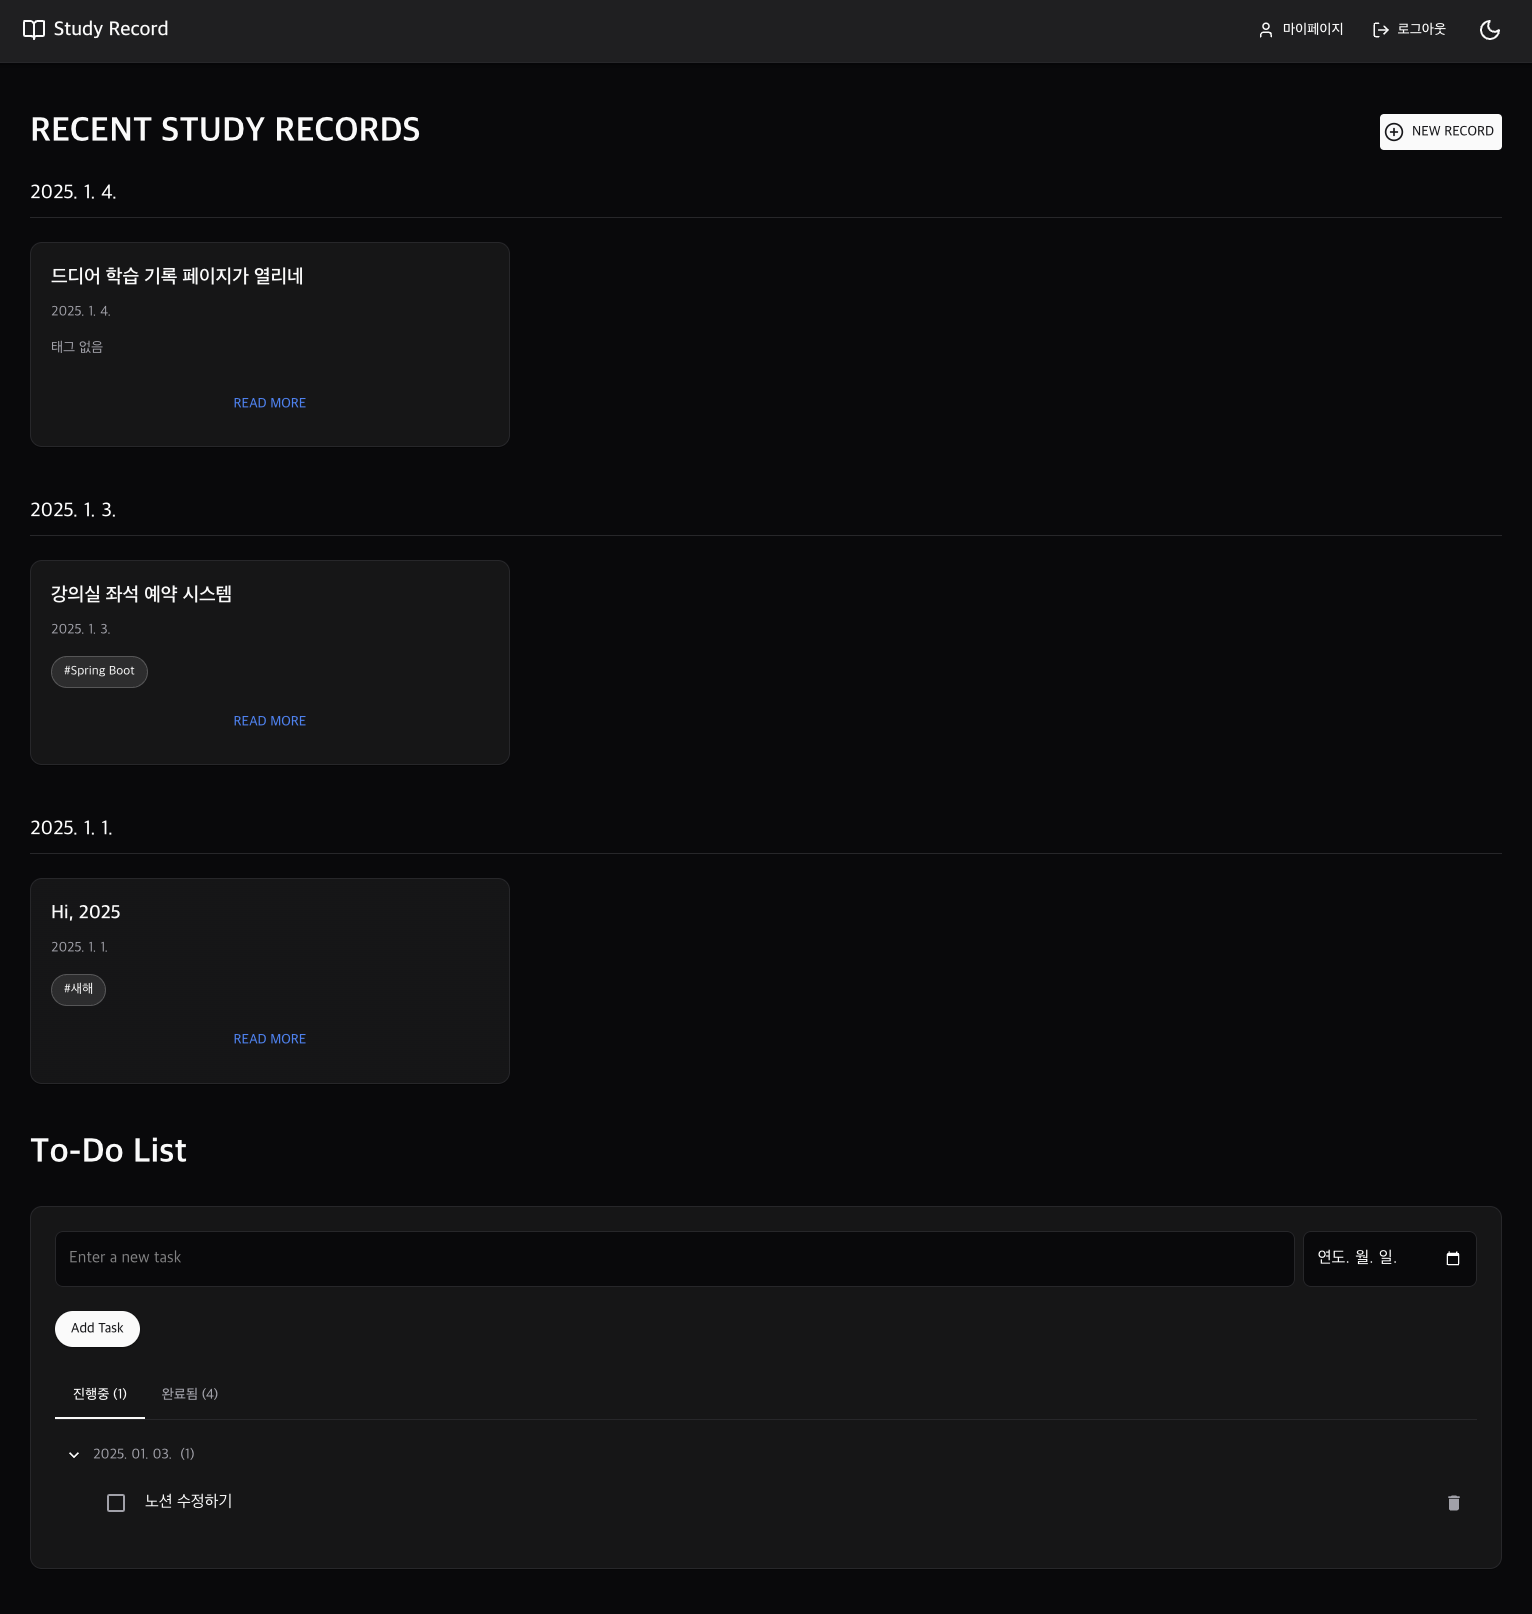 Study Record
마이페이지
로그아웃
RECENT STUDY RECORDS
NEW RECORD
2025. 1. 4.
드디어 학습 기록 페이지가 열리네
2025. 1. 4.
태그 없음
READ MORE
2025. 1. 3.
강의실 좌석 예약 시스템
2025. 1. 3.
#Spring Boot
READ MORE
2025. 1. 1.
Hi, 2025
2025. 1. 1.
#새해
READ MORE
To-Do List
Enter a new task
연도. 월. 일.
Add Task
진행중 (1)
완료됨 (4)
2025. 01. 03. (1)
노션 수정하기